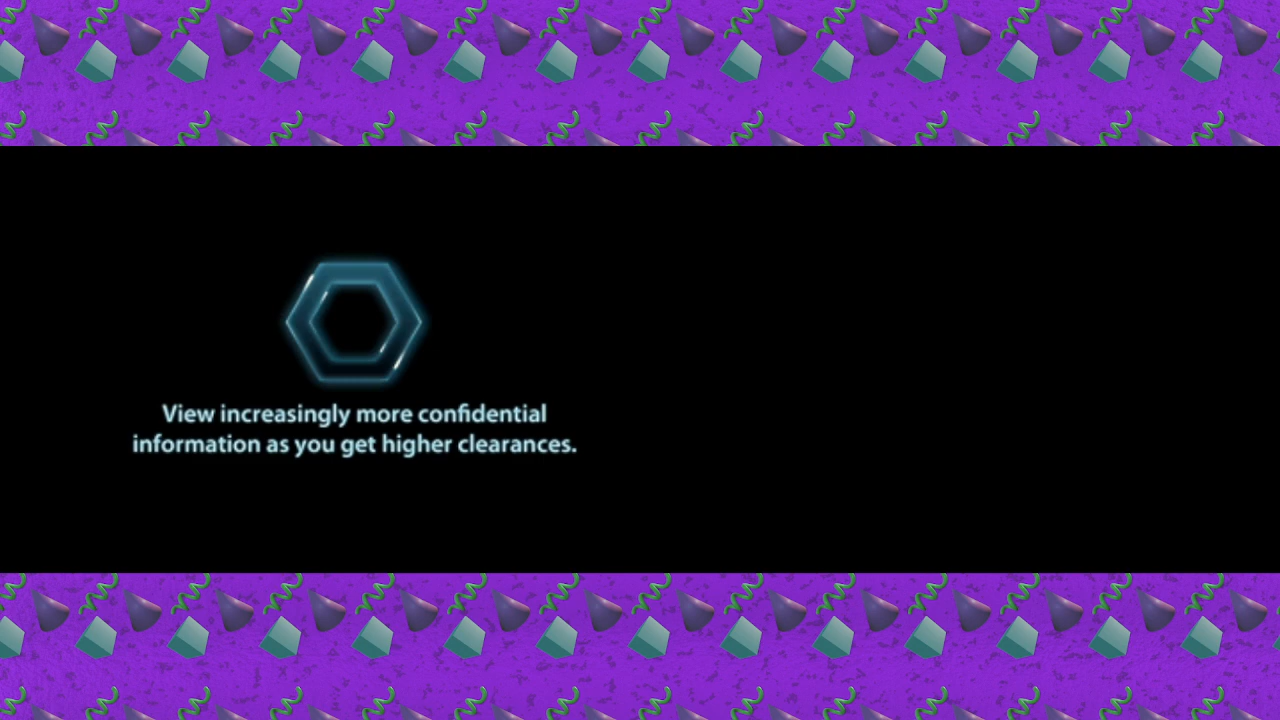 View increasingly more confidential
information as you get higher clearances.